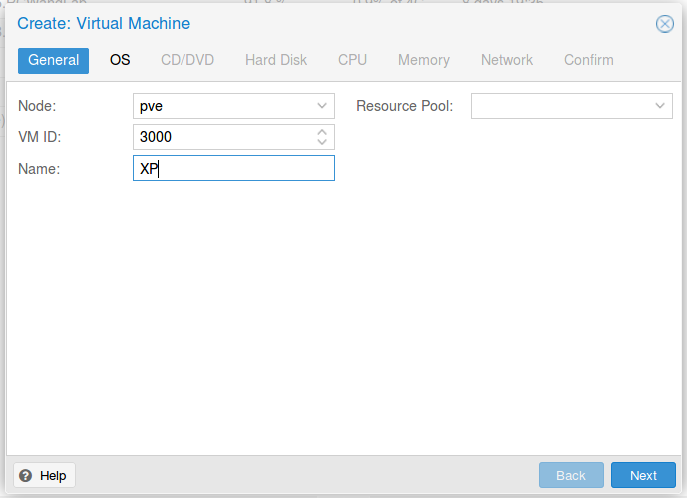 Create: Virtual Machine
General OS CD/DVD Hard Disk CPU Memory Network Confirm
Node: pve Resource Pool:
VM ID: 3000
Name: XP
Help Back Next